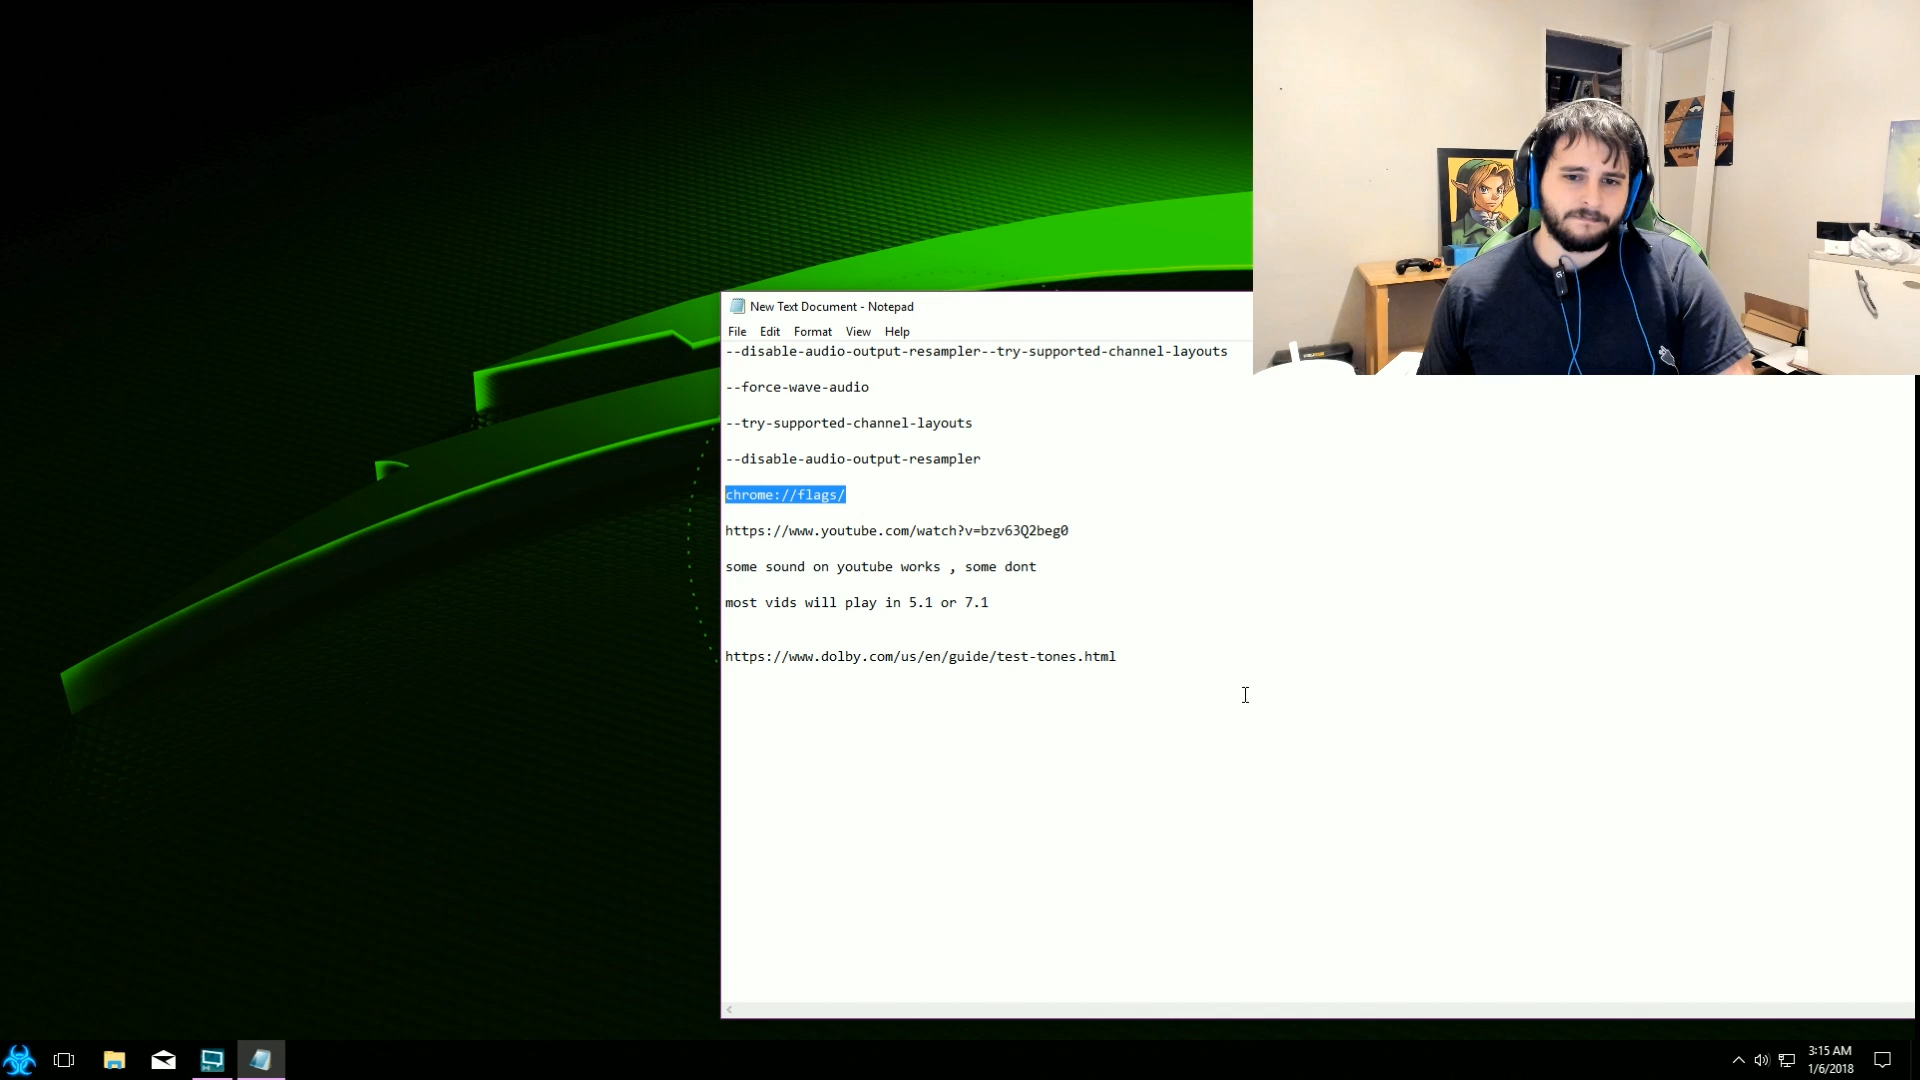 New Text Document - Notepad
File Edit Format View Help
--disable-audio-output-resampler--try-supported-channel-layouts
--force-wave-audio
--try-supported-channel-layouts
--disable-audio-output-resampler
chrome://flags/
https://www.youtube.com/watch?v=bzv63Q2beg0
some sound on youtube works , some dont
most vids will play in 5.1 or 7.1
https://www.dolby.com/us/en/guide/test-tones.html
3:15 AM
1/6/2018